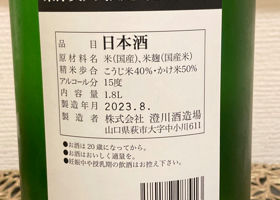 品目 日本酒
原材料名 米(国産)、米麹(国産米)
精米歩合 こうじ米40%・かけ米50%
アルコール分 15度
内容量 1.8L
製造年月 2023.8.
製造者 株式会社 澄川酒造場
山口県萩市大字中小川611
●お酒は20歳になってから。
●お酒はおいしく適量を。
●妊娠中や授乳期の飲酒はお控え下さい。